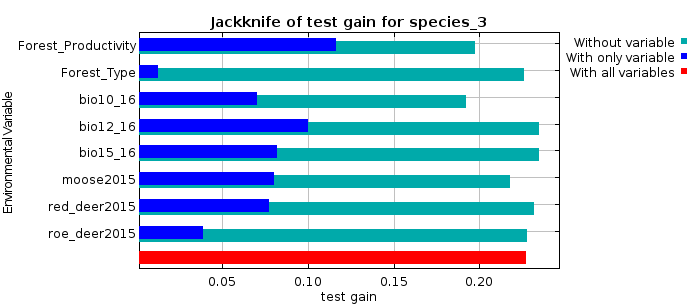 Jackknife of test gain for species_3
Environmental Variable
Forest_Productivity
Forest_Type
bio10_16
bio12_16
bio15_16
moose2015
red_deer2015
roe_deer2015
Without variable
With only variable
With all variables
0.05 0.10 0.15 0.20
test gain